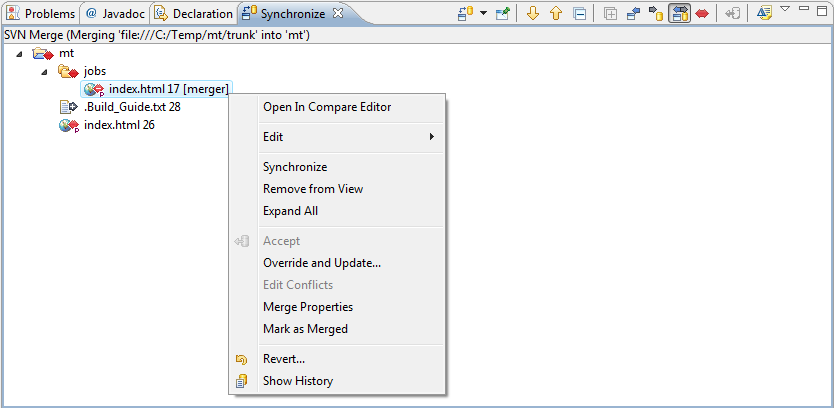 Problems @ Javadoc Declaration Synchronize
SVN Merge (Merging 'file:///C:/Temp/mt/trunk' into 'mt')
mt
jobs
index.html 17 [merger]
.Build_Guide.txt 28
index.html 26
Open In Compare Editor
Edit
Synchronize
Remove from View
Expand All
Accept
Override and Update...
Edit Conflicts
Merge Properties
Mark as Merged
Revert...
Show History